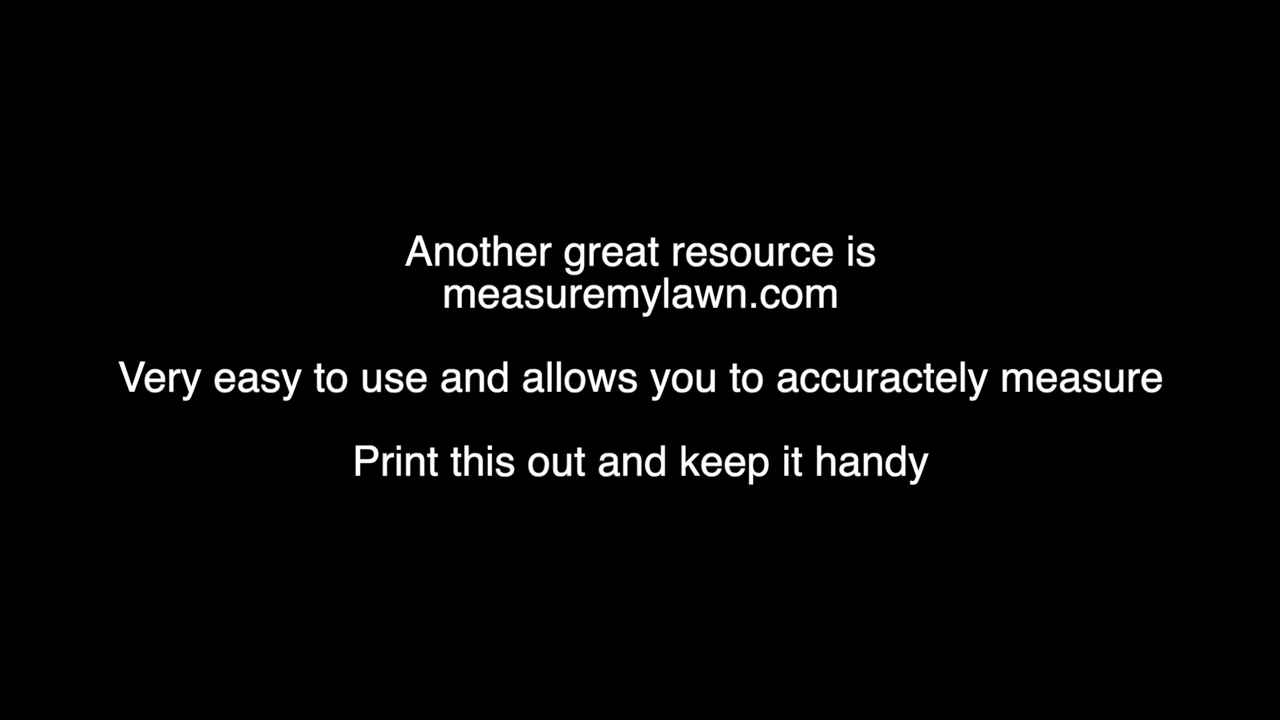 Another great resource is
measuremylawn.com
Very easy to use and allows you to accuractely measure
Print this out and keep it handy